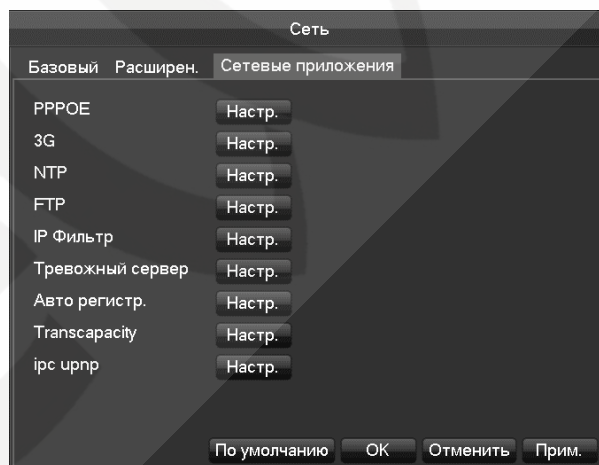 Сеть
Базовый Расширен. Сетевые приложения
PPPOE Настр.
3G Настр.
NTP Настр.
FTP Настр.
IP Фильтр Настр.
Тревожный сервер Настр.
Авто регистр. Настр.
Transcapacity Настр.
ipc upnp Настр.
По умолчанию OK Отменить Прим.